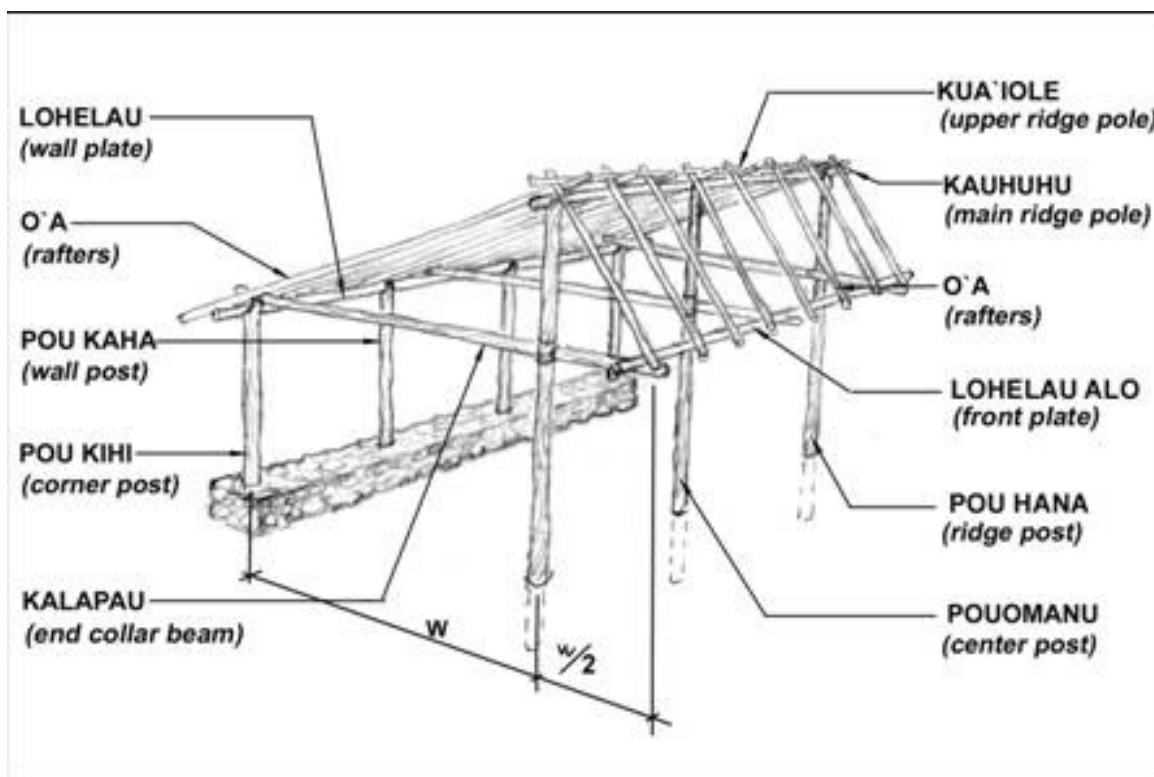 LOHELAU
(wall plate)
O`A
(rafters)
POU KAHA
(wall post)
POU KIHI
(corner post)
KALAPAU
(end collar beam)
KUA`IOLE
(upper ridge pole)
KAUHUHU
(main ridge pole)
O`A
(rafters)
LOHELAU ALO
(front plate)
POU HANA
(ridge post)
POUOMANU
(center post)
W
W/2